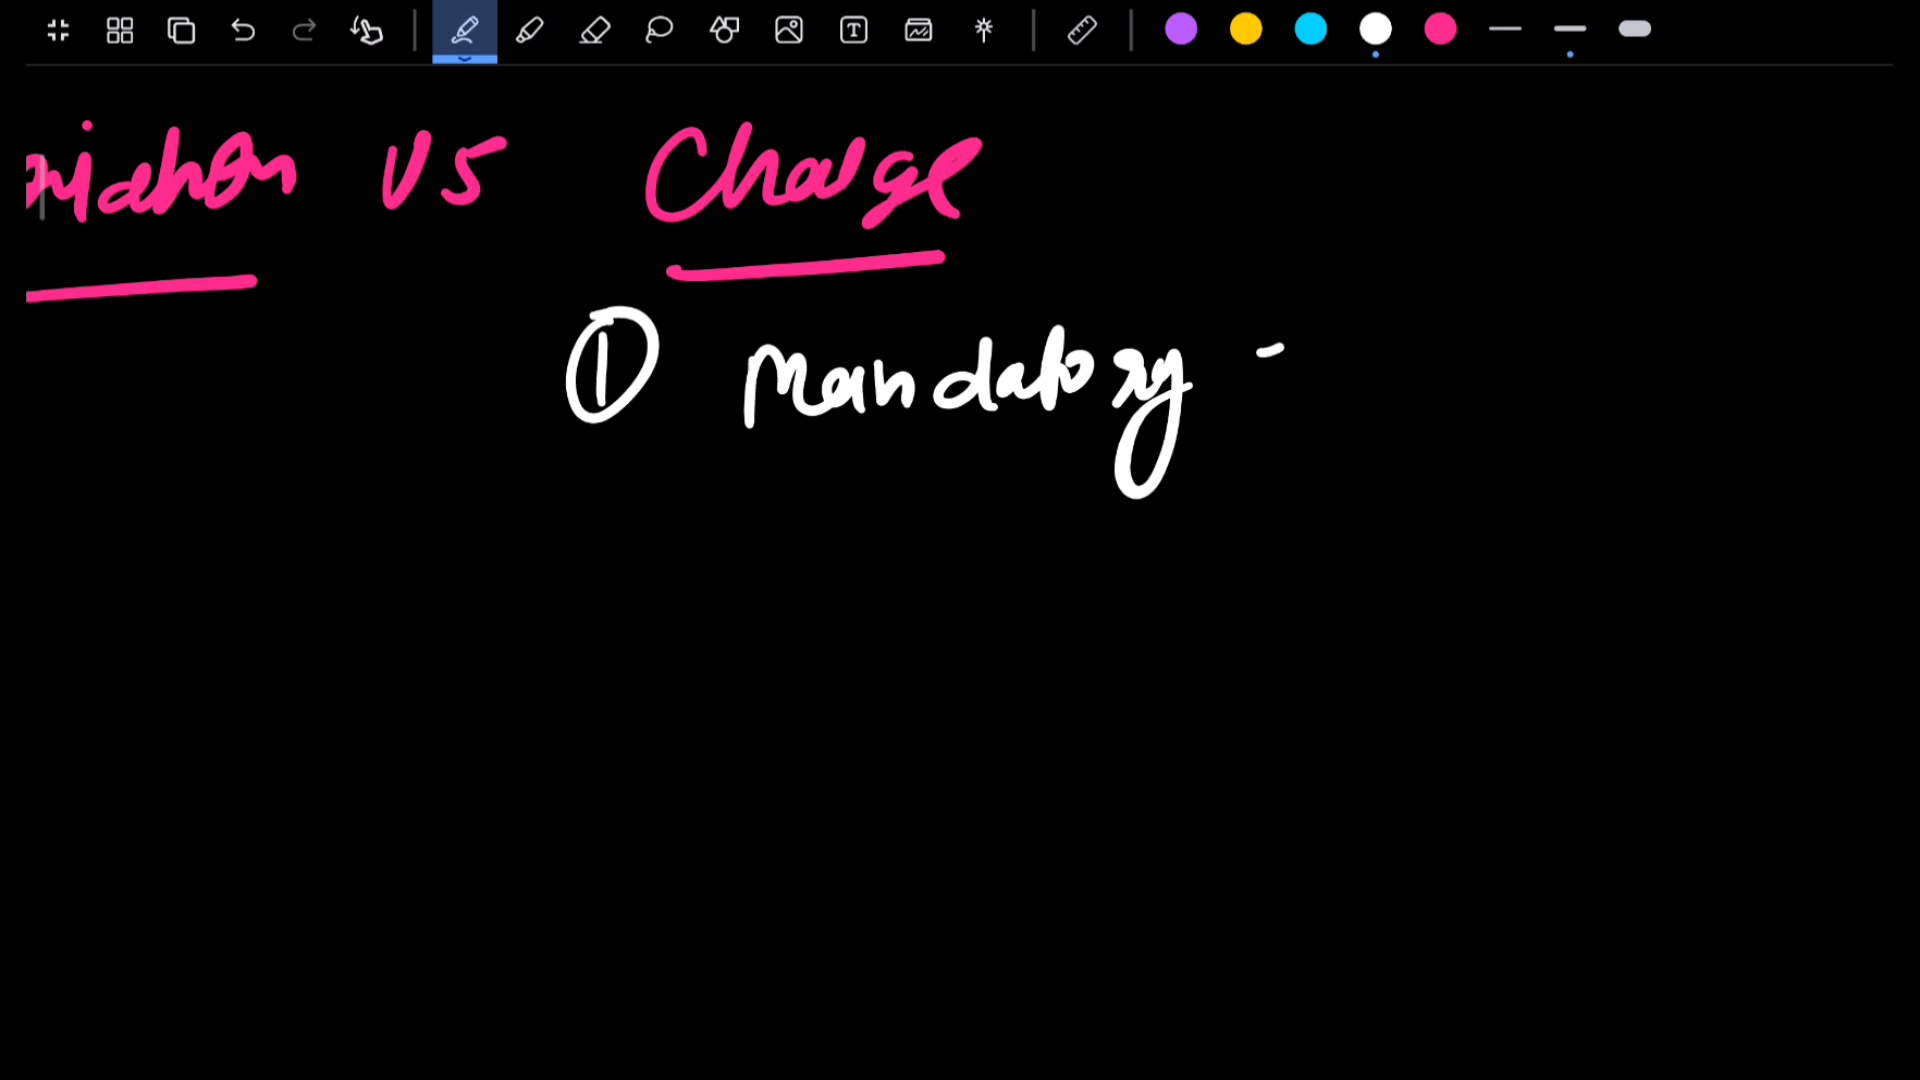 vs Charge
① Mandatory -